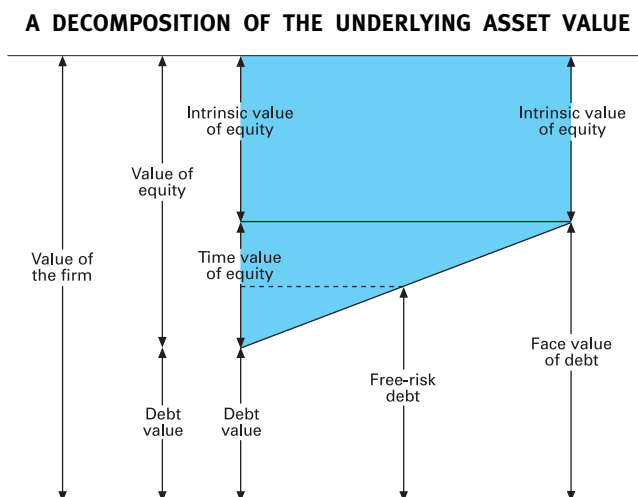 A DECOMPOSITION OF THE UNDERLYING ASSET VALUE
Intrinsic value
of equity
Intrinsic value
of equity
Value of
equity
Value of
the firm
Time value
of equity
Face value
of debt
Free-risk
debt
Debt
value
Debt
value